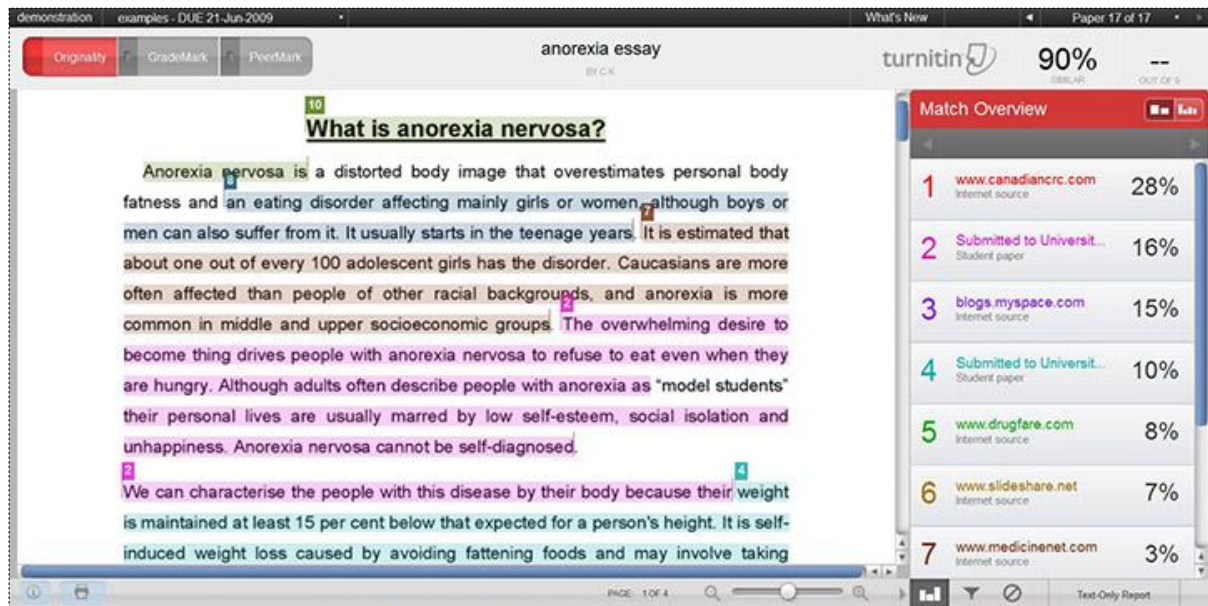 demonstration examples - DUE 21-Jun-2009 What's New Paper 17 of 17
Originality GradeMark PeerMark anorexia essay turnitin 90% --
BY C K SIMILAR OUT OF 0
10
What is anorexia nervosa?
Anorexia nervosa is a distorted body image that overestimates personal body
8
fatness and an eating disorder affecting mainly girls or women, although boys or
7
men can also suffer from it. It usually starts in the teenage years. It is estimated that
about one out of every 100 adolescent girls has the disorder. Caucasians are more
often affected than people of other racial backgrounds, and anorexia is more
2
common in middle and upper socioeconomic groups. The overwhelming desire to
become thing drives people with anorexia nervosa to refuse to eat even when they
are hungry. Although adults often describe people with anorexia as “model students”
their personal lives are usually marred by low self-esteem, social isolation and
unhappiness. Anorexia nervosa cannot be self-diagnosed.
2 4
We can characterise the people with this disease by their body because their weight
is maintained at least 15 per cent below that expected for a person's height. It is self-
induced weight loss caused by avoiding fattening foods and may involve taking
Match Overview
1 www.canadiancrc.com 28%
Internet source
2 Submitted to Universit... 16%
Student paper
3 blogs.myspace.com 15%
Internet source
4 Submitted to Universit... 10%
Student paper
5 www.drugfare.com 8%
Internet source
6 www.slideshare.net 7%
Internet source
7 www.medicinenet.com 3%
Internet source
PAGE: 1 OF 4 Text-Only Report